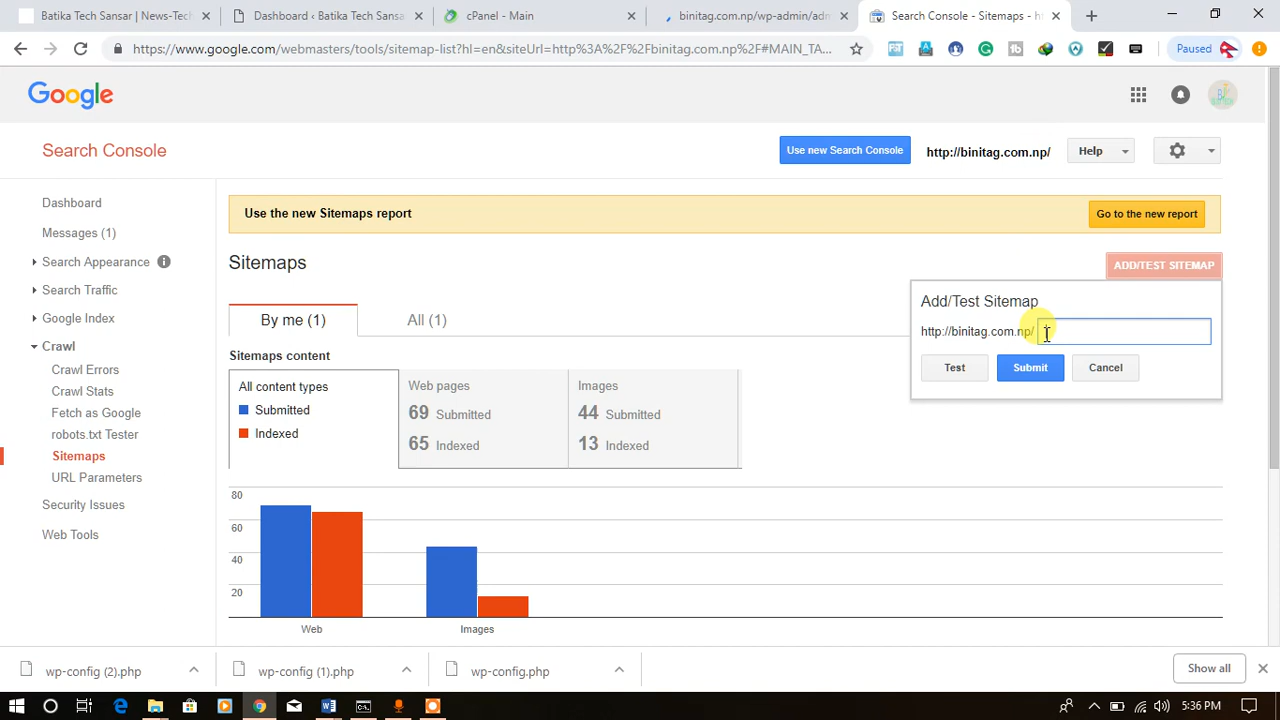 Batika Tech Sansar | News-Tech
Dashboard ‹ Batika Tech Sansar
cPanel - Main
binitag.com.np/wp-admin/adm
Search Console - Sitemaps - ht
https://www.google.com/webmasters/tools/sitemap-list?hl=en&siteUrl=http%3A%2F%2Fbinitag.com.np%2F#MAIN_TA...
Paused
Google
Search Console
Use new Search Console
http://binitag.com.np/
Help
Dashboard
Messages (1)
Search Appearance
Search Traffic
Google Index
Crawl
Crawl Errors
Crawl Stats
Fetch as Google
robots.txt Tester
Sitemaps
URL Parameters
Security Issues
Web Tools
Use the new Sitemaps report
Go to the new report
Sitemaps
ADD/TEST SITEMAP
Add/Test Sitemap
http://binitag.com.np/
Test
Submit
Cancel
By me (1)
All (1)
Sitemaps content
All content types
Submitted
Indexed
Web pages
69 Submitted
65 Indexed
Images
44 Submitted
13 Indexed
80
60
40
20
Web
Images
wp-config (2).php
wp-config (1).php
wp-config.php
Show all
5:36 PM